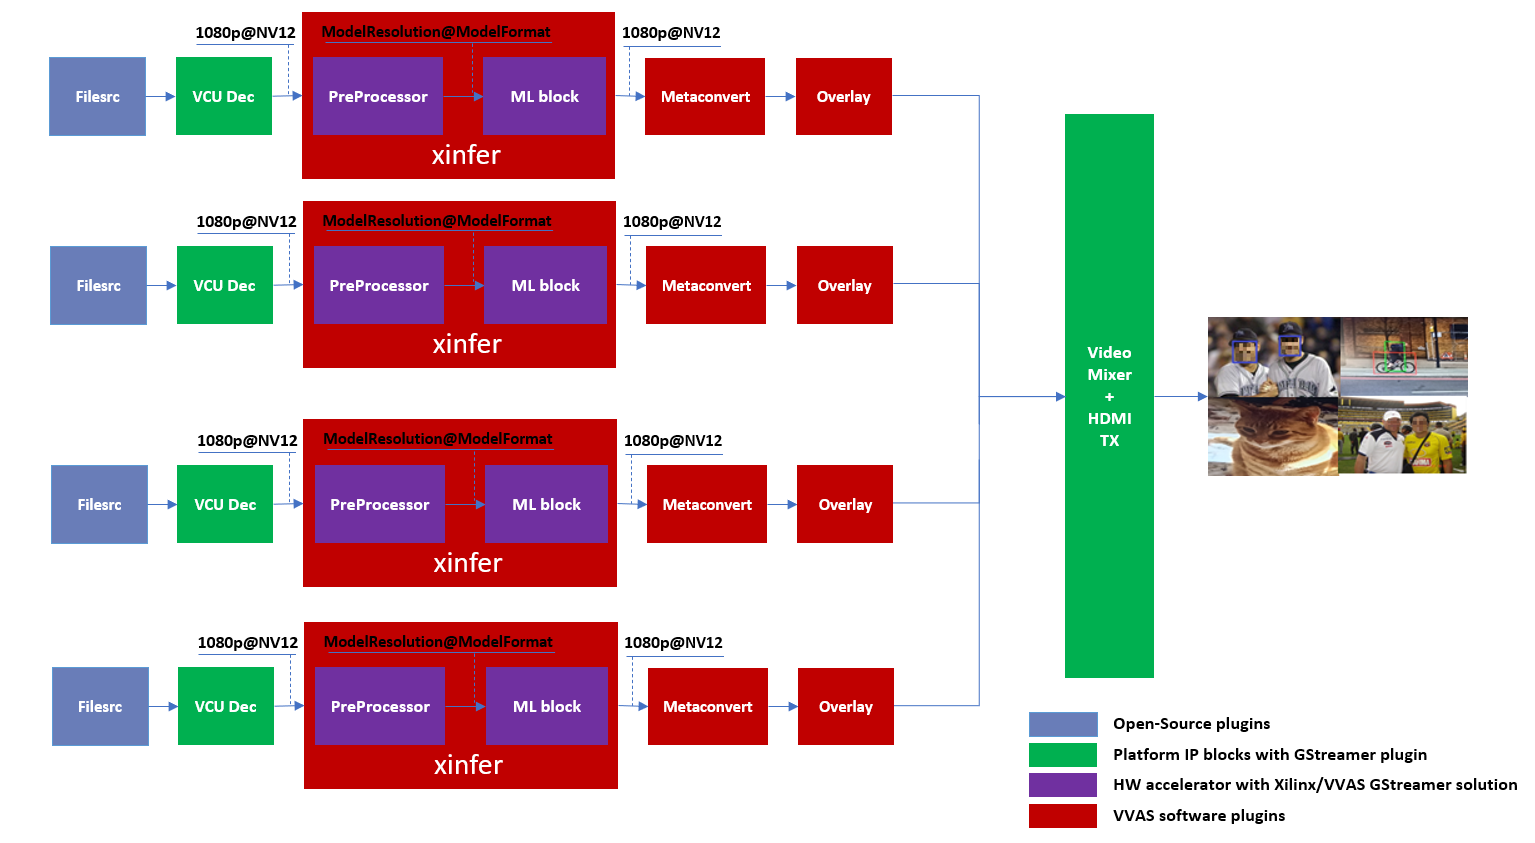 1080p@NV12
ModelResolution@ModelFormat
1080p@NV12
Filesrc
VCU Dec
PreProcessor
ML block
Metaconvert
Overlay
xinfer
1080p@NV12
ModelResolution@ModelFormat
1080p@NV12
Filesrc
VCU Dec
PreProcessor
ML block
Metaconvert
Overlay
xinfer
1080p@NV12
ModelResolution@ModelFormat
1080p@NV12
Filesrc
VCU Dec
PreProcessor
ML block
Metaconvert
Overlay
xinfer
1080p@NV12
ModelResolution@ModelFormat
1080p@NV12
Filesrc
VCU Dec
PreProcessor
ML block
Metaconvert
Overlay
xinfer
Video
Mixer
+
HDMI
TX
Open-Source plugins
Platform IP blocks with GStreamer plugin
HW accelerator with Xilinx/VVAS GStreamer solution
VVAS software plugins